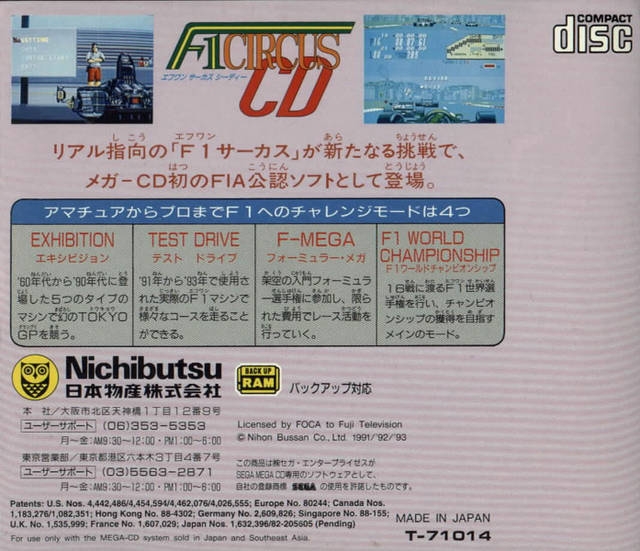 F1 CIRCUS CD
エフワン サーカス シーディー
COMPACT disc
リアル指向の「F1サーカス」が新たなる挑戦で、
メガ-CD初のFIA公認ソフトとして登場。
アマチュアからプロまでF1へのチャレンジモードは4つ
EXHIBITION
エキシビジョン
'60年代から'90年代に登
場した5つのタイプの
マシンで幻のTOKYO
GPを競う。
TEST DRIVE
テスト ドライブ
'91年から'93年で使用さ
れた実際のF1マシンで
様々なコースを走ること
ができる。
F-MEGA
フォーミュラー・メガ
架空の入門フォーミュラ
ー選手権に参加し、限ら
れた費用でレース活動を
行っていく。
F1 WORLD
CHAMPIONSHIP
F1ワールドチャンピオンシップ
16戦に渡るF1世界選
手権を行い、チャンピオ
ンシップの獲得を目指す
メインのモード。
Nichibutsu
日本物産株式会社
BACK UP
RAM
バックアップ対応
本 社/大阪市北区天神橋1丁目12番9号
ユーザーサポート (06)353-5353
月〜金:AM9:30〜12:00・PM1:00〜6:00
東京営業部/東京都港区六本木3丁目4番7号
ユーザーサポート (03)5563-2871
月〜金:AM9:30〜12:00・PM1:00〜6:00
Licensed by FOCA to Fuji Television
© Nihon Bussan Co., Ltd. 1991/'92/'93
この商品は㈱セガ・エンタープライゼスが
SEGA MEGA CD専用のソフトウェアとして、
自社の登録商標 SEGA の使用を許諾したものです。
Patents: U.S. Nos. 4,442,486/4,454,594/4,462,076/4,026,555; Europe No. 80244; Canada Nos.
1,183,276/1,082,351; Hong Kong No. 88-4302; Germany No. 2,609,826; Singapore No. 88-155;
U.K. No. 1,535,999; France No. 1,607,029; Japan Nos. 1,632,396/82-205605 (Pending)
For use only with the MEGA-CD system sold in Japan and Southeast Asia.
MADE IN JAPAN
T-71014